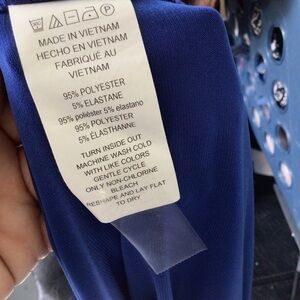 MADE IN VIETNAM
HECHO EN VIETNAM
FABRIQUÉ AU
VIETNAM
95% POLYESTER
5% ELASTANE
95% poliéster 5% elastano
95% POLYESTER
5% ÉLASTHANNE
TURN INSIDE OUT
MACHINE WASH COLD
WITH LIKE COLORS
GENTLE CYCLE
ONLY NON-CHLORINE
BLEACH
RESHAPE AND LAY FLAT
TO DRY